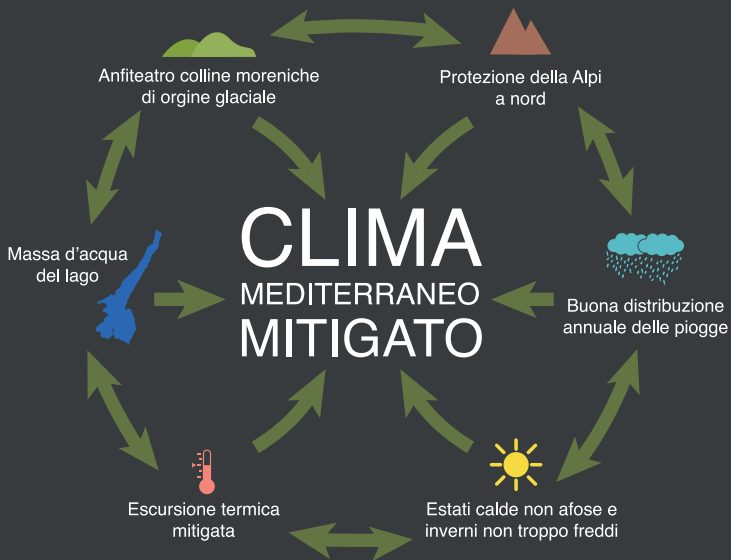 Anfiteatro colline moreniche
di orgine glaciale
Protezione della Alpi
a nord
Massa d'acqua
del lago
CLIMA
MEDITERRANEO
MITIGATO
Buona distribuzione
annuale delle piogge
Escursione termica
mitigata
Estati calde non afose e
inverni non troppo freddi